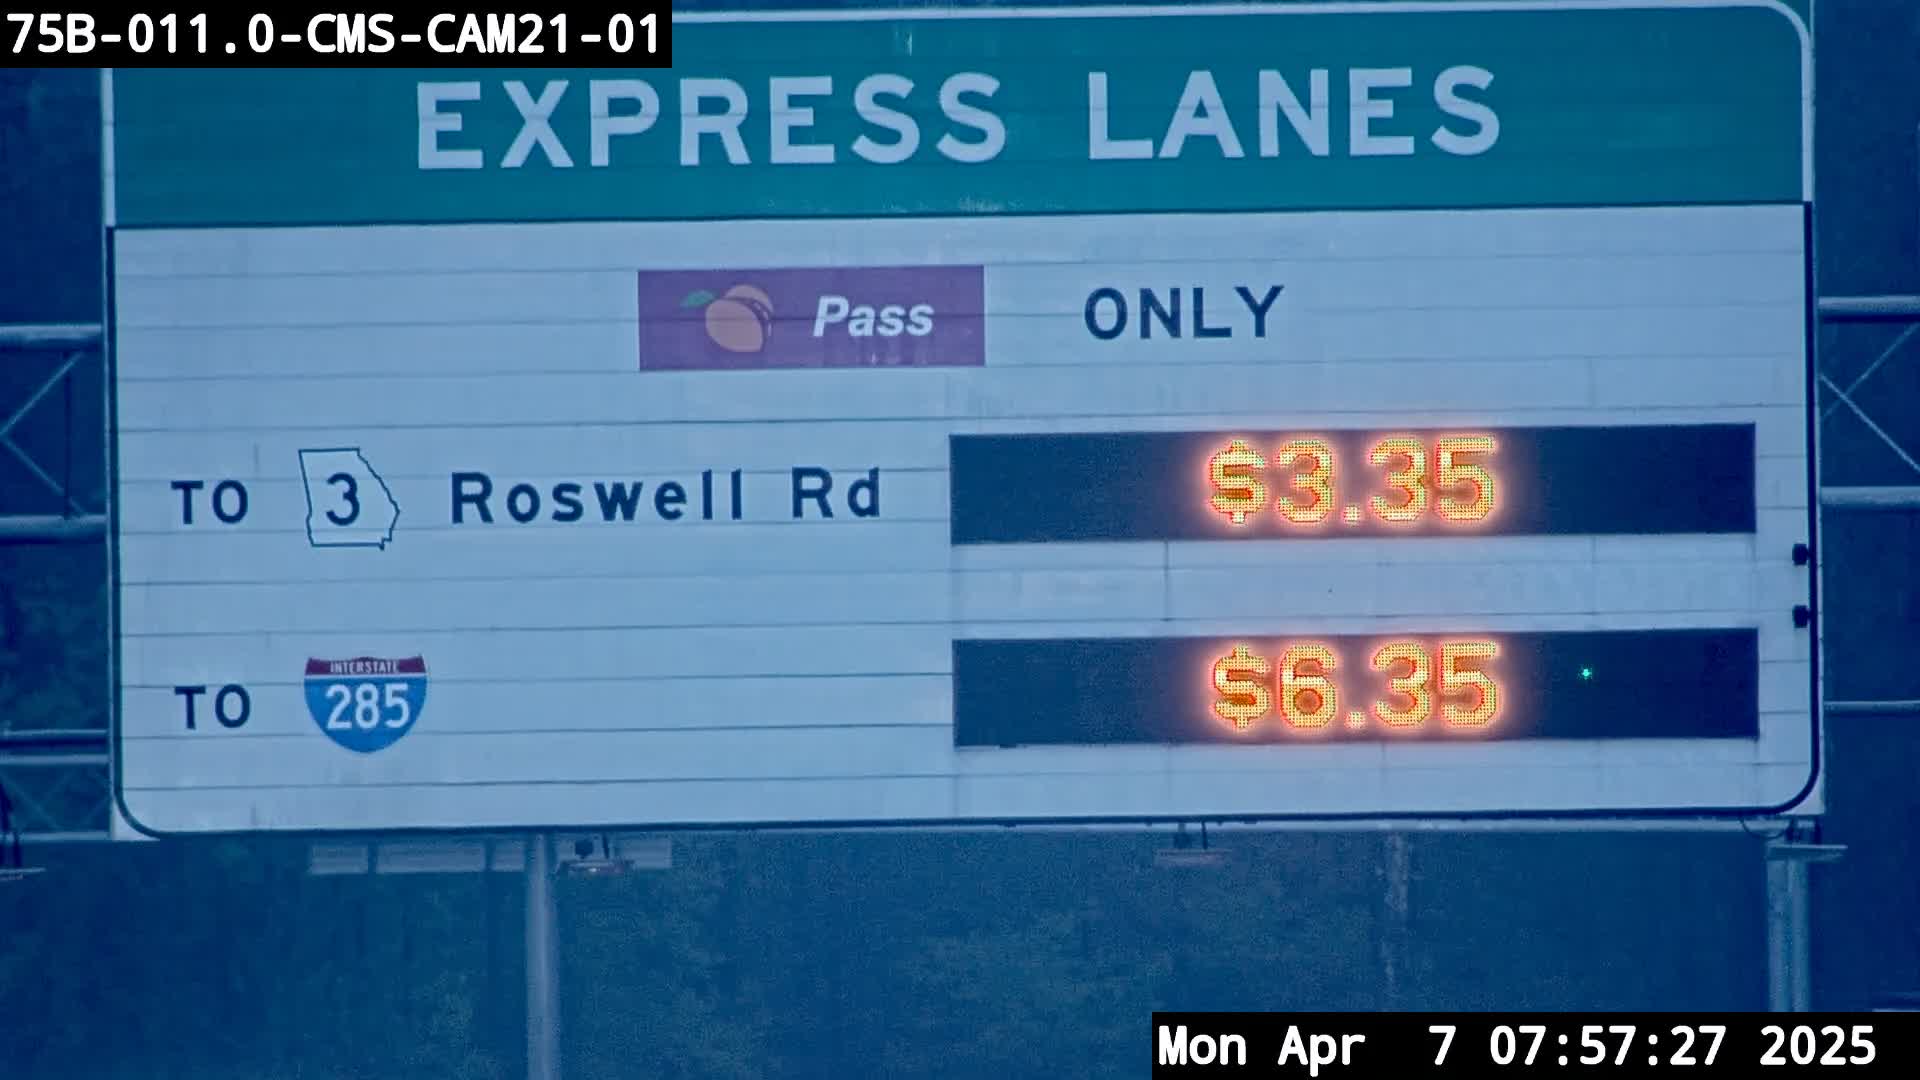 75B-011.0-CMS-CAM21-01
EXPRESS LANES
Pass ONLY
TO 3 Roswell Rd $3.35
INTERSTATE
TO 285 $6.35
Mon Apr 7 07:57:27 2025